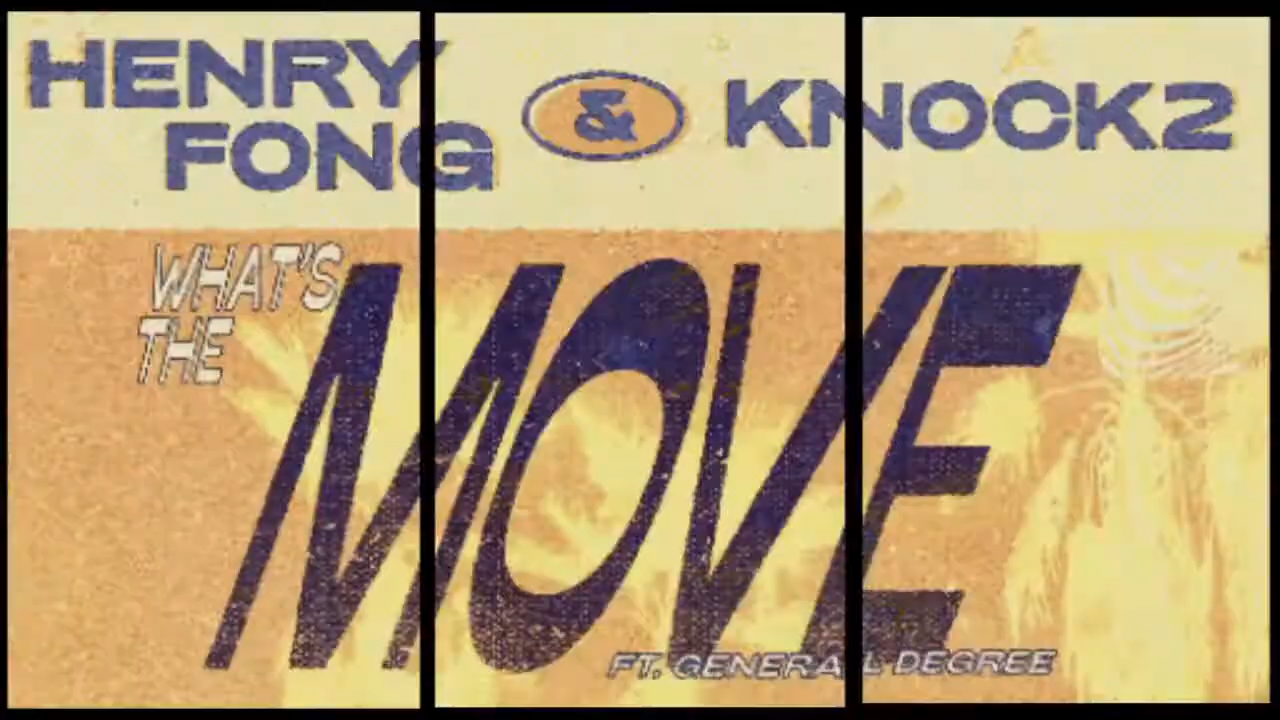 HENRY
FONG & KNOCK2
WHAT'S
THE
MOVE
FT. GENERAL DEGREE